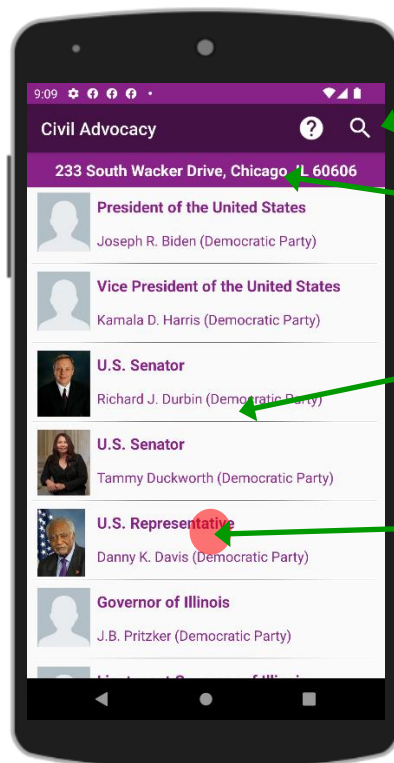 9:09
Civil Advocacy
233 South Wacker Drive, Chicago, IL 60606
President of the United States
Joseph R. Biden (Democratic Party)
Vice President of the United States
Kamala D. Harris (Democratic Party)
U.S. Senator
Richard J. Durbin (Democratic Party)
U.S. Senator
Tammy Duckworth (Democratic Party)
U.S. Representative
Danny K. Davis (Democratic Party)
Governor of Illinois
J.B. Pritzker (Democratic Party)